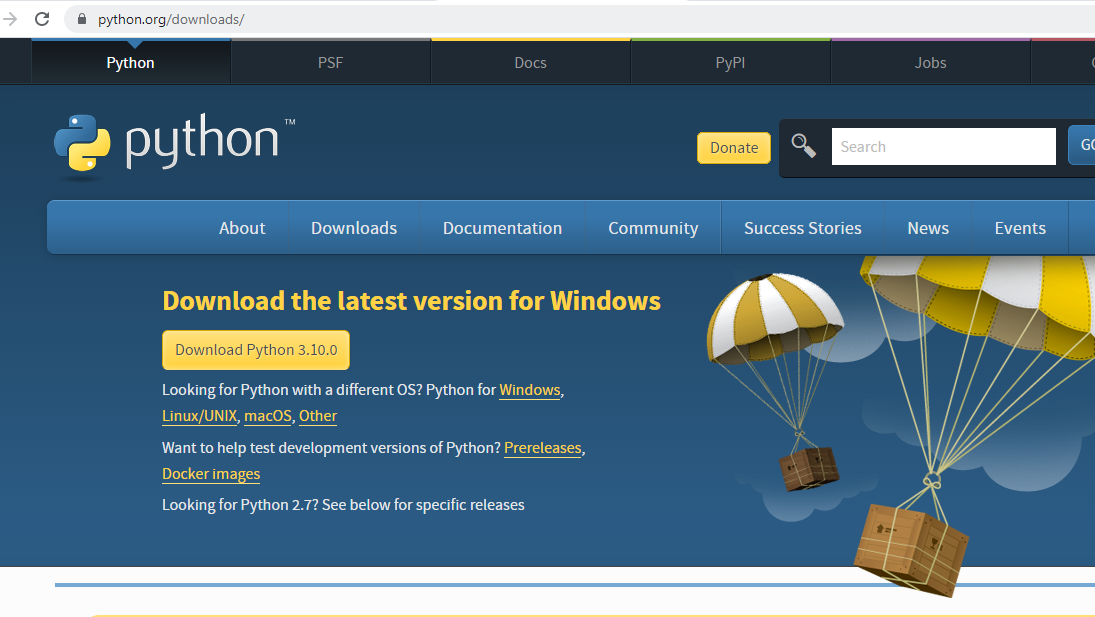 python.org/downloads/
Python PSF Docs PyPI Jobs
python™
Donate Search
About Downloads Documentation Community Success Stories News Events
Download the latest version for Windows
Download Python 3.10.0
Looking for Python with a different OS? Python for Windows,
Linux/UNIX, macOS, Other
Want to help test development versions of Python? Prereleases,
Docker images
Looking for Python 2.7? See below for specific releases